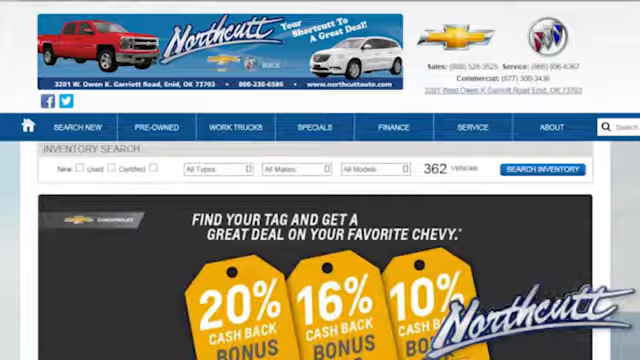 Northcutt
Your Shortcut To
A Great Deal!
BUICK
3201 W. Owen K. Garriott Road, Enid, OK 73703 • 800-238-6586 • www.northcuttauto.com
Sales: (888) 528-3525 Service: (866) 896-6367
Commercial: (877) 300-3436
3201 West Owen K Garriott Enid, OK 73703
SEARCH NEW PRE-OWNED WORK TRUCKS SPECIALS FINANCE SERVICE ABOUT Search
INVENTORY SEARCH
New Used Certified All Types: All Makes: All Models: 362 Vehicles SEARCH INVENTORY
CHEVROLET
FIND YOUR TAG AND GET A
GREAT DEAL ON YOUR FAVORITE CHEVY.*
20% 16% 10%
CASH BACK CASH BACK CASH BACK
BONUS BONUS BO
Northcutt